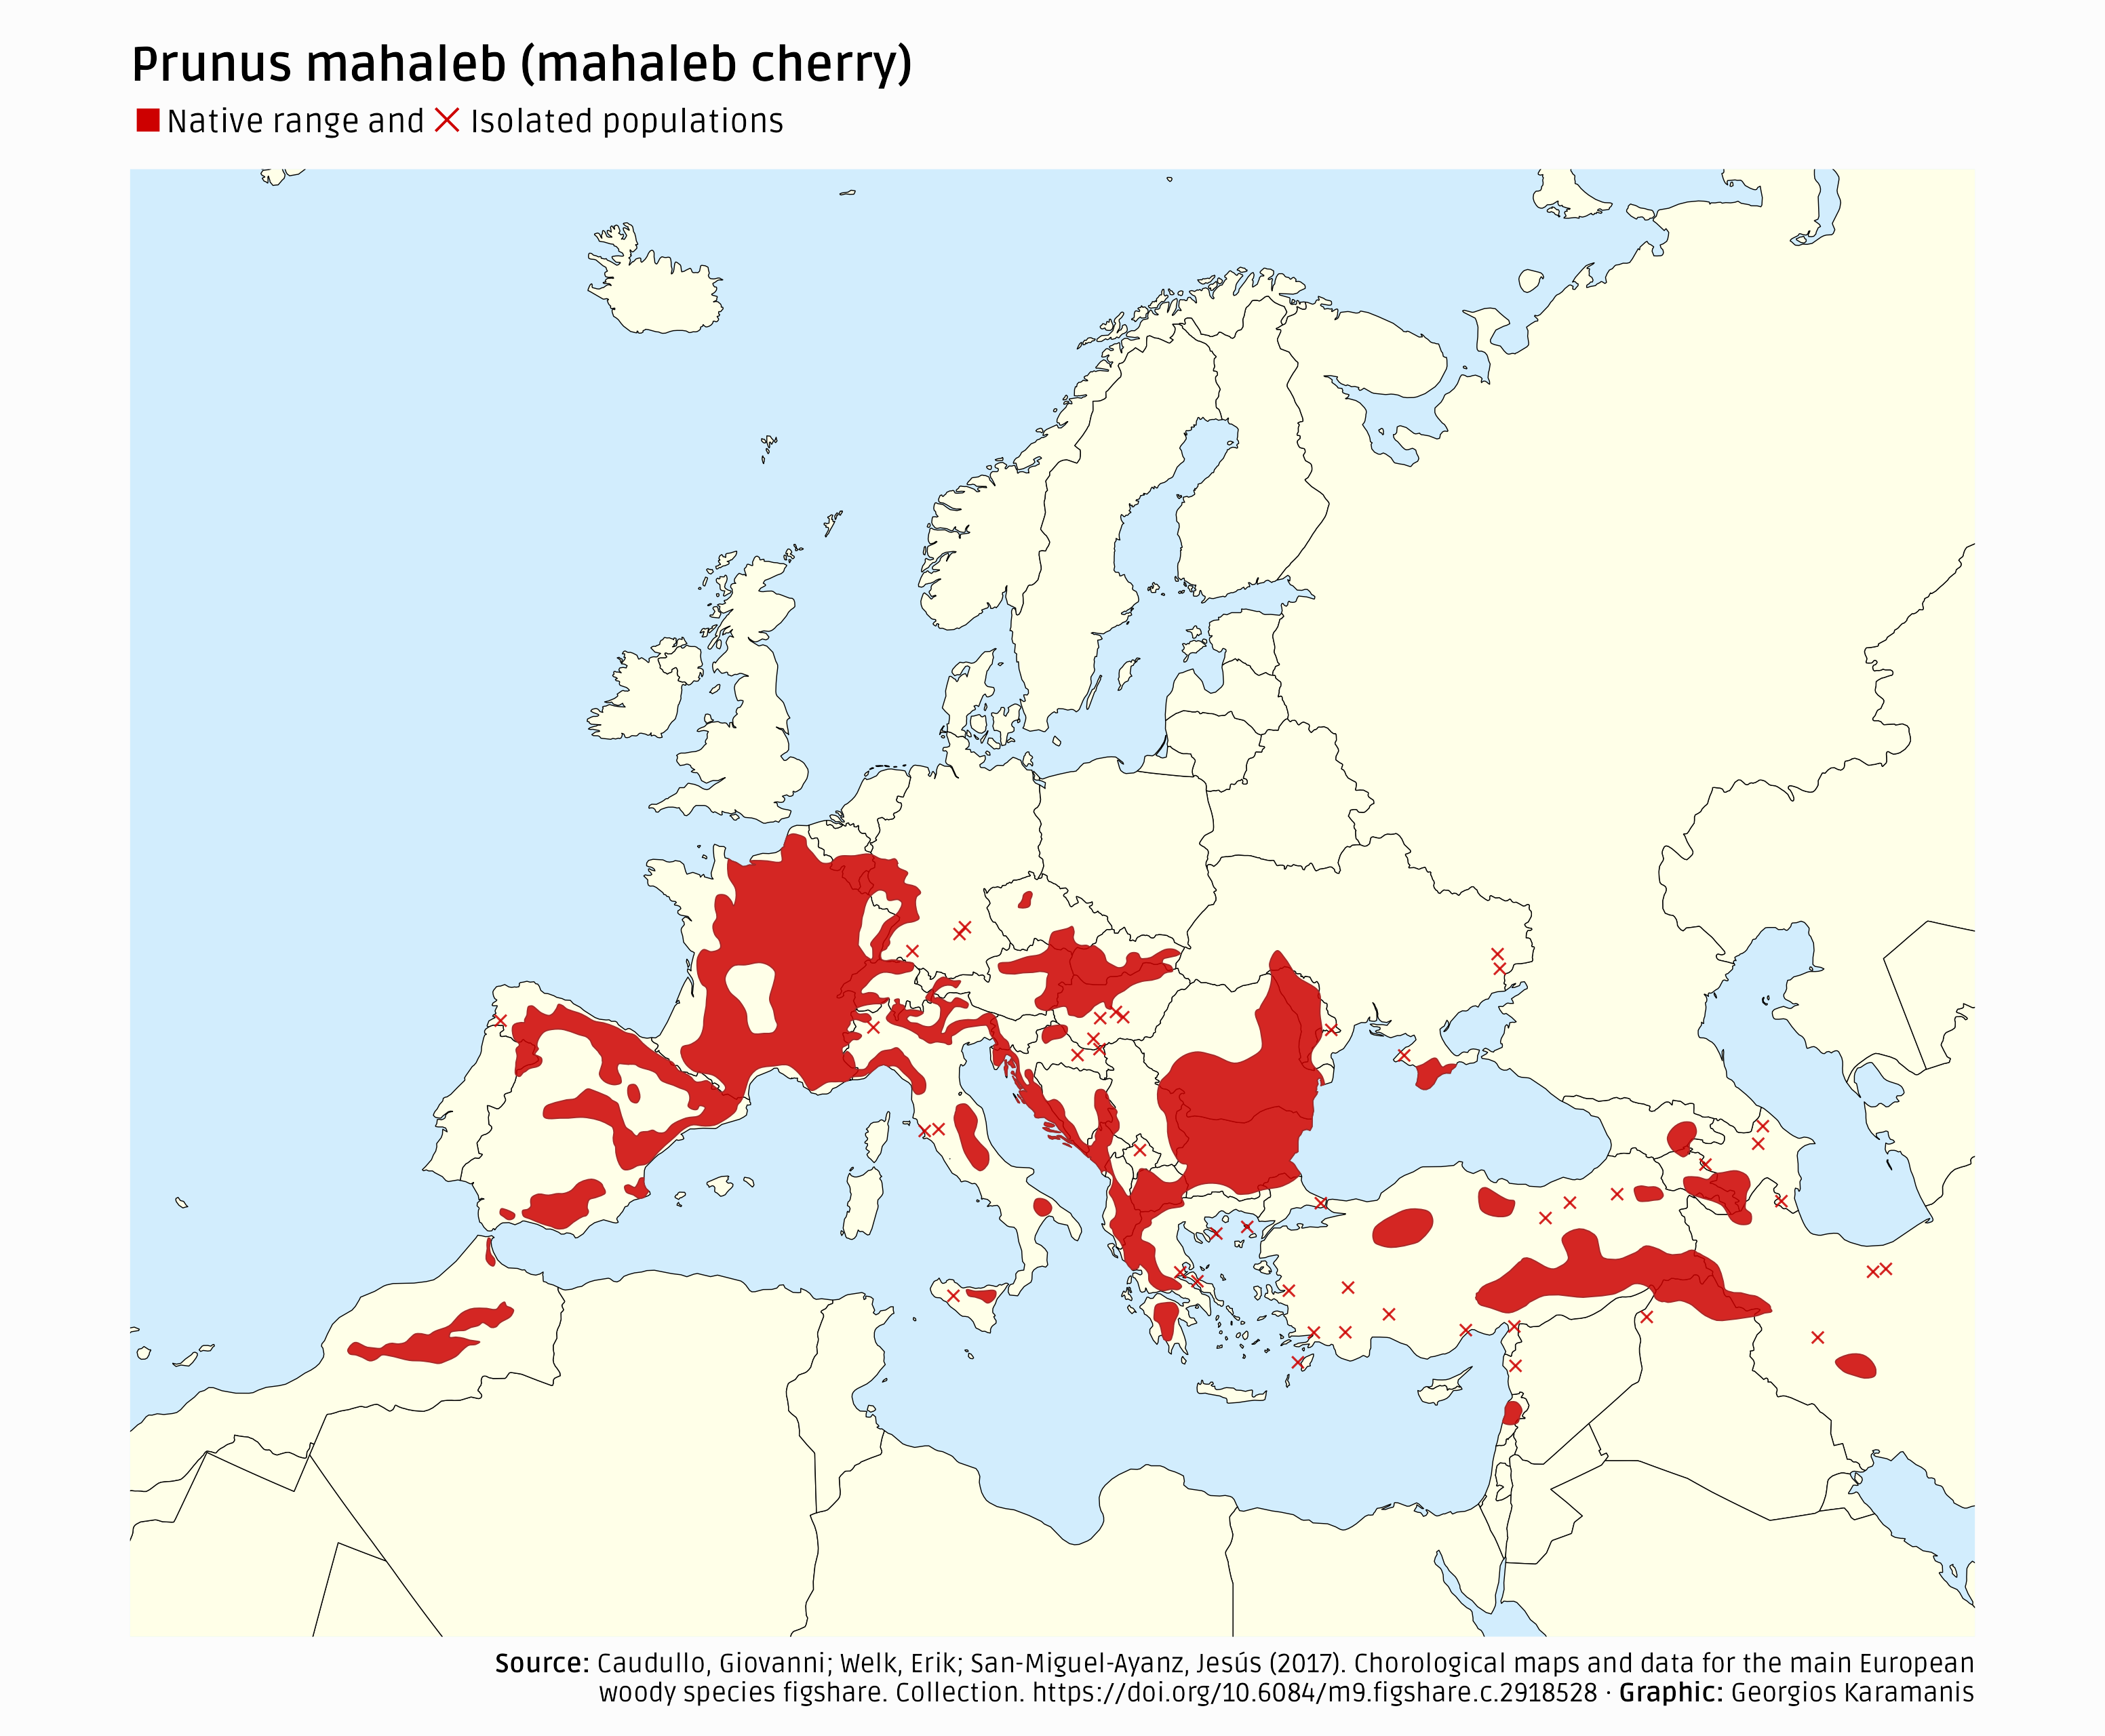 Prunus mahaleb (mahaleb cherry)
Native range and × Isolated populations
Source: Caudullo, Giovanni; Welk, Erik; San-Miguel-Ayanz, Jesús (2017). Chorological maps and data for the main European
woody species figshare. Collection. https://doi.org/10.6084/m9.figshare.c.2918528 · Graphic: Georgios Karamanis